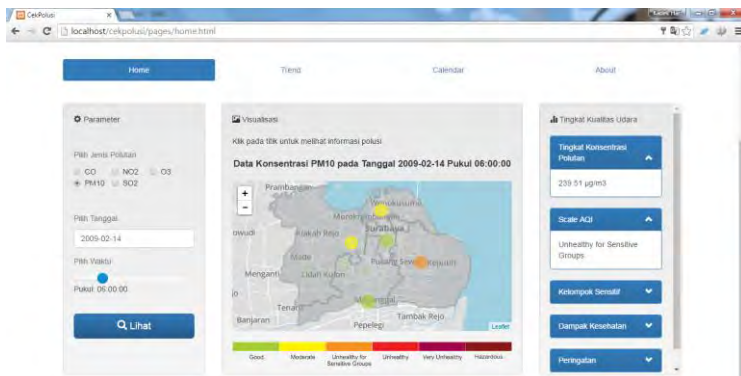 CekPolusi
localhost/cekpolusi/pages/home.html
Home
Trend
Calendar
About
Parameter
Pilih Jenis Polutan
CO NO2 O3
PM10 SO2
Pilih Tanggal
2009-02-14
Pilih Waktu
Pukul: 06:00:00
Lihat
Visualisasi
Klik pada titik untuk melihat informasi polusi
Data Konsentrasi PM10 pada Tanggal 2009-02-14 Pukul 06:00:00
+
-
Prambangan
Surabaya
Menganti
Lidah Kulon
Keputih
Banjaran
Pepelegi
Tambak Rejo
Leaflet
Good
Moderate
Unhealthy for
Sensitive Groups
Unhealthy
Very Unhealthy
Hazardous
Tingkat Kualitas Udara
Tingkat Konsentrasi
Polutan
239.51 µg/m3
Scale AQI
Unhealthy for Sensitive
Groups
Kelompok Sensitif
Dampak Kesehatan
Peringatan